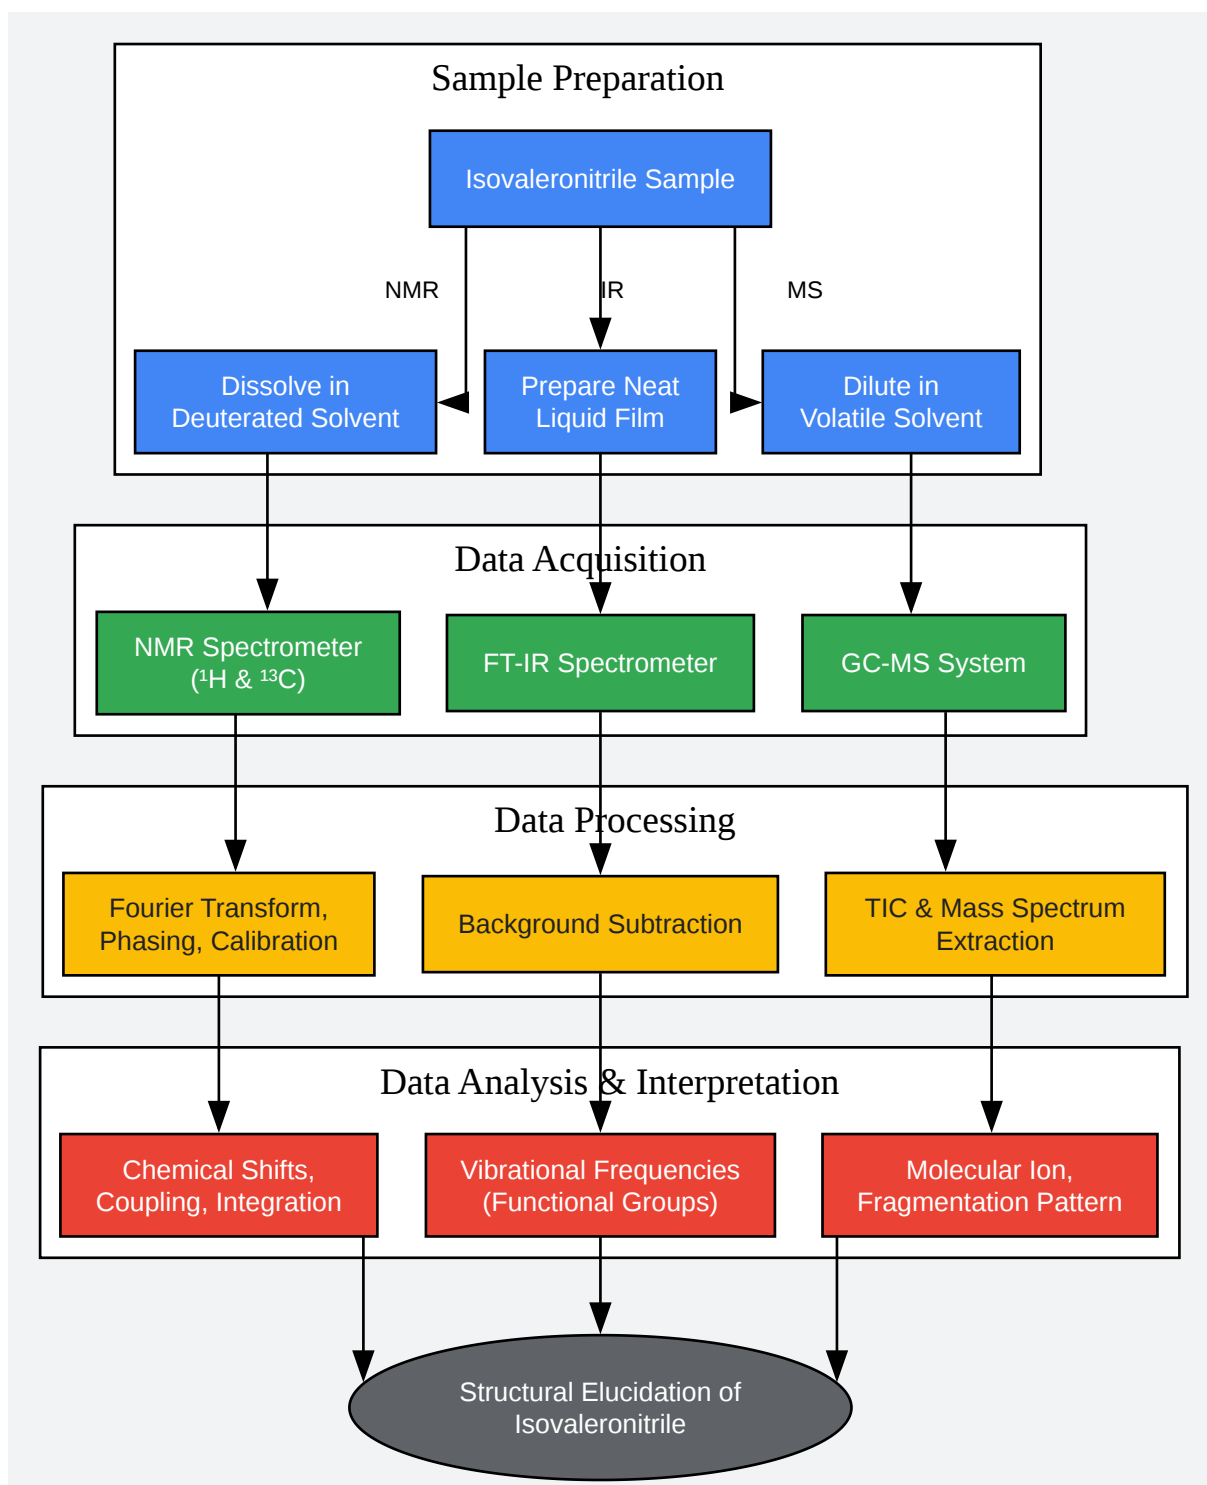 Sample Preparation
Isovaleronitrile Sample
NMR
IR
MS
Dissolve in
Deuterated Solvent
Prepare Neat
Liquid Film
Dilute in
Volatile Solvent
Data Acquisition
NMR Spectrometer
(¹H & ¹³C)
FT-IR Spectrometer
GC-MS System
Data Processing
Fourier Transform,
Phasing, Calibration
Background Subtraction
TIC & Mass Spectrum
Extraction
Data Analysis & Interpretation
Chemical Shifts,
Coupling, Integration
Vibrational Frequencies
(Functional Groups)
Molecular Ion,
Fragmentation Pattern
Structural Elucidation of
Isovaleronitrile